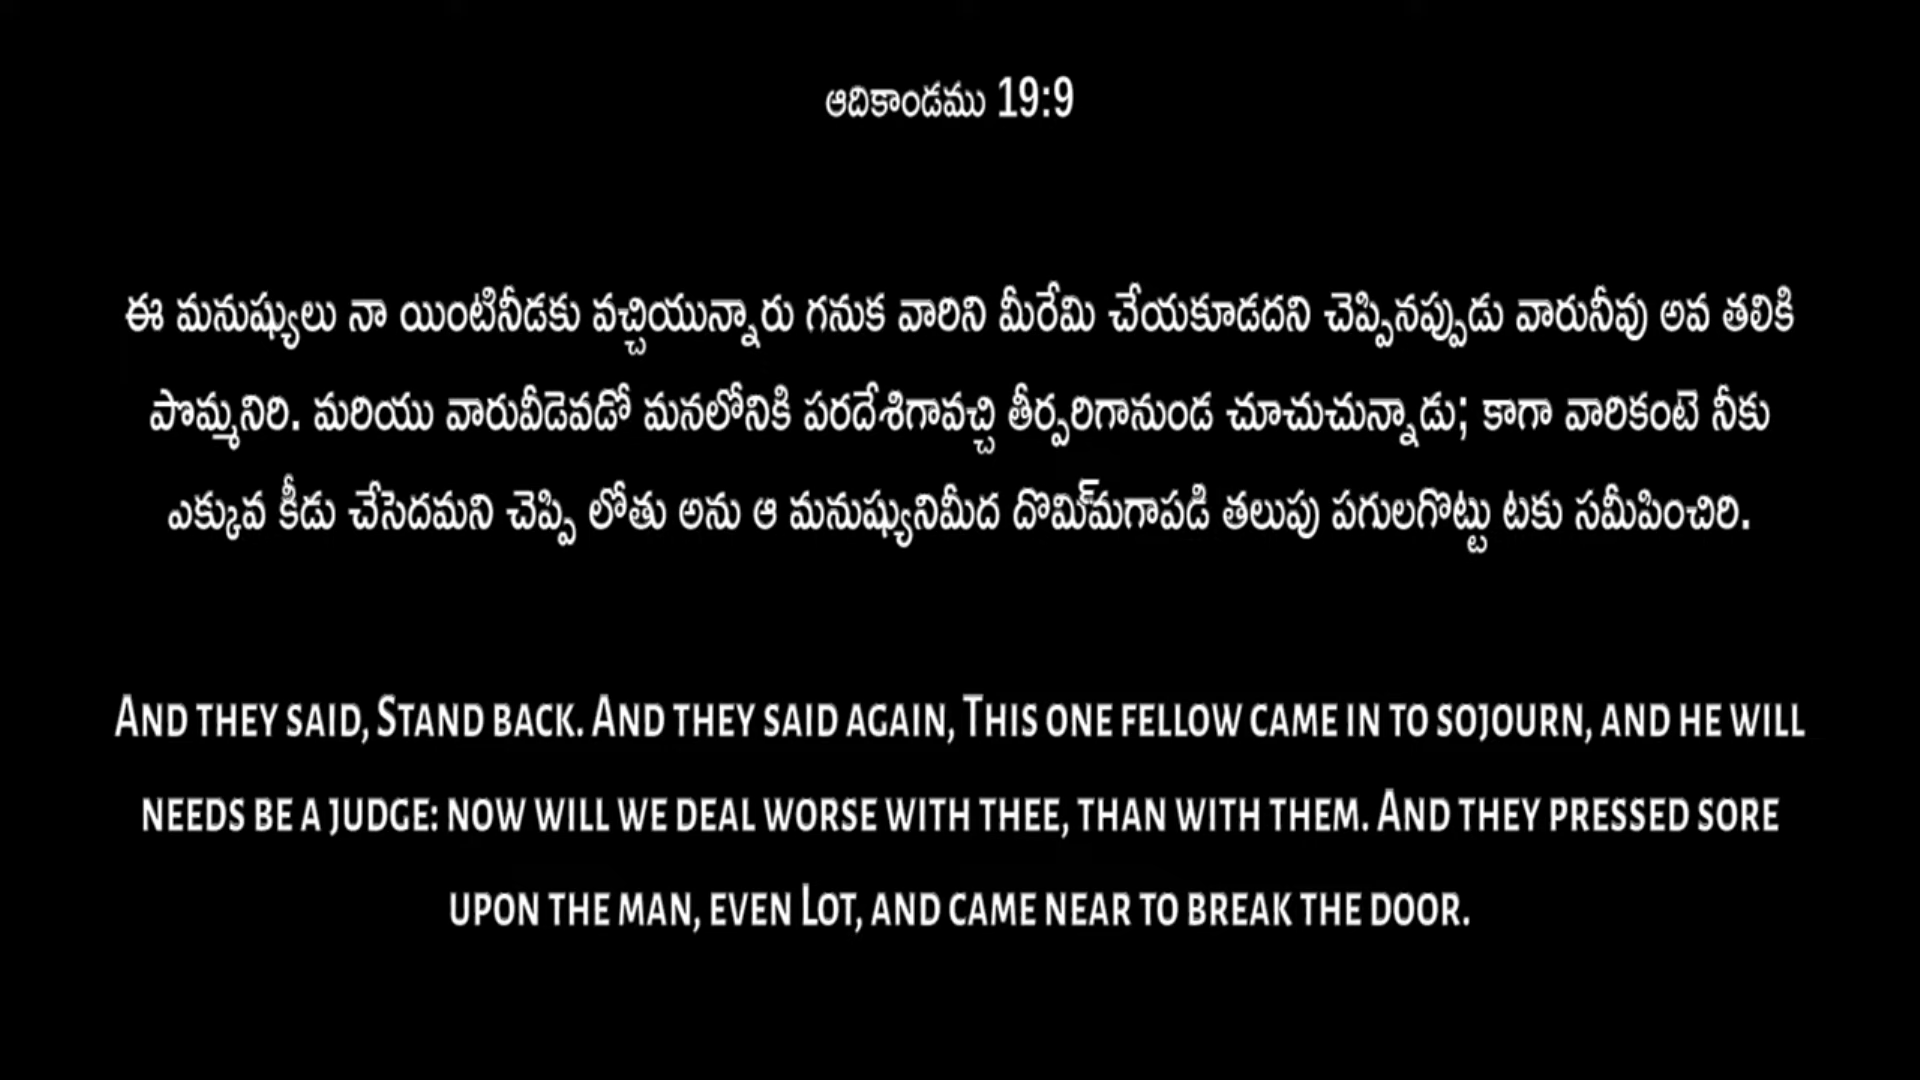 ఆదికాండము 19:9
ఈ మనుష్యులు నా యింటినీడకు వచ్చియున్నారు గనుక వారిని మీరేమి చేయకూడదని చెప్పినప్పుడు వారునీవు అవ తలికి
పొమ్మనిరి. మరియు వారువీడెవడో మనలోనికి పరదేశిగావచ్చి తీర్పరిగానుండ చూచుచున్నాడు; కాగా వారికంటె నీకు
ఎక్కువ కీడు చేసెదమని చెప్పి లోతు అను ఆ మనుష్యునిమీద దొమి్మగాపడి తలుపు పగులగొట్టు టకు సమీపించిరి.
And they said, Stand back. And they said again, This one fellow came in to sojourn, and he will
needs be a judge: now will we deal worse with thee, than with them. And they pressed sore
upon the man, even Lot, and came near to break the door.